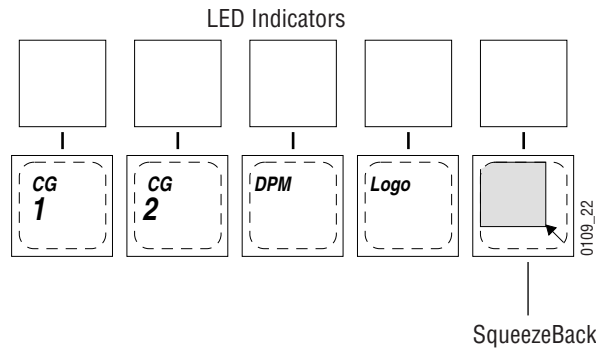 LED Indicators
CG
1
CG
2
DPM
Logo
0109_22
SqueezeBack